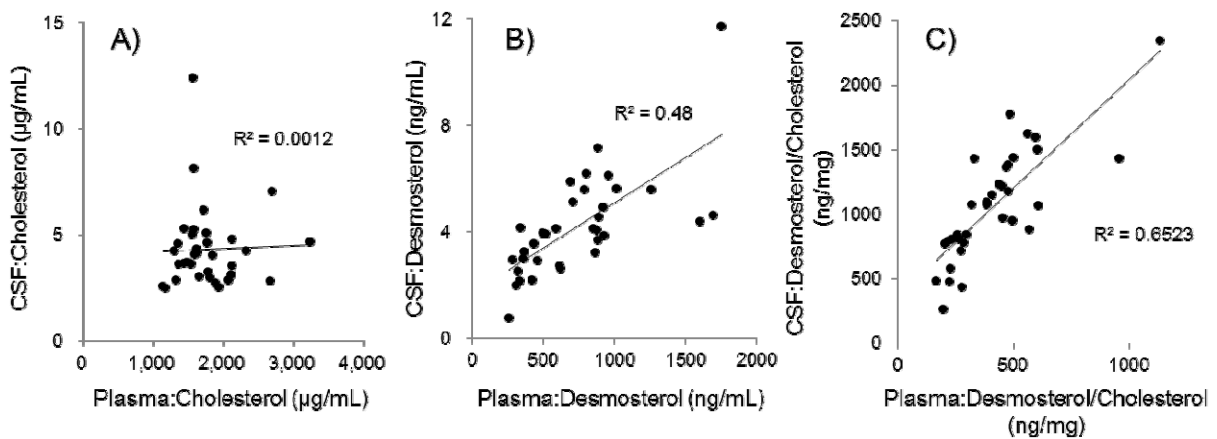 A)
CSF:Cholesterol (µg/mL)
15
10
5
0
R² = 0.0012
0 1,000 2,000 3,000 4,000
Plasma:Cholesterol (µg/mL)
B)
CSF:Desmosterol (ng/mL)
12
8
4
0
R² = 0.48
0 500 1000 1500 2000
Plasma:Desmosterol (ng/mL)
C)
CSF:Desmosterol/Cholesterol
(ng/mg)
2500
2000
1500
1000
500
0
R² = 0.6523
0 500 1000
Plasma:Desmosterol/Cholesterol
(ng/mg)